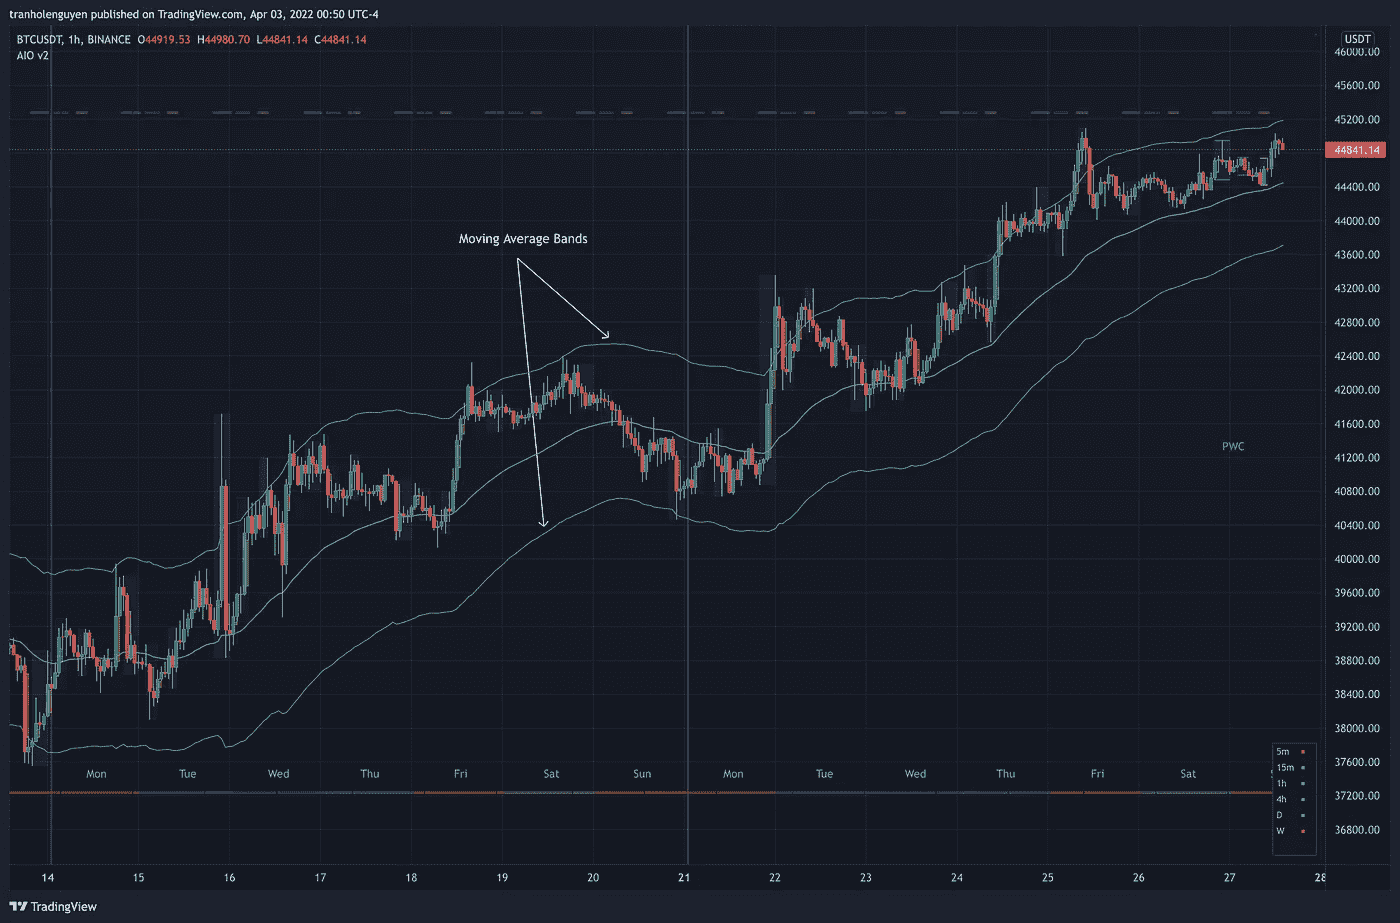 tranholenguyen published on TradingView.com, Apr 03, 2022 00:50 UTC-4
BTCUSDT, 1h, BINANCE O44919.53 H44980.70 L44841.14 C44841.14
AIO v2
USDT
46000.00
45600.00
45200.00
44841.14
44400.00
44000.00
43600.00
43200.00
42800.00
42400.00
42000.00
41600.00
41200.00
40800.00
40400.00
40000.00
39600.00
39200.00
38800.00
38400.00
38000.00
37600.00
37200.00
36800.00
Moving Average Bands
PWC
5m
15m
1h
4h
D
W
Mon Tue Wed Thu Fri Sat Sun Mon Tue Wed Thu Fri Sat
14 15 16 17 18 19 20 21 22 23 24 25 26 27 28
TradingView